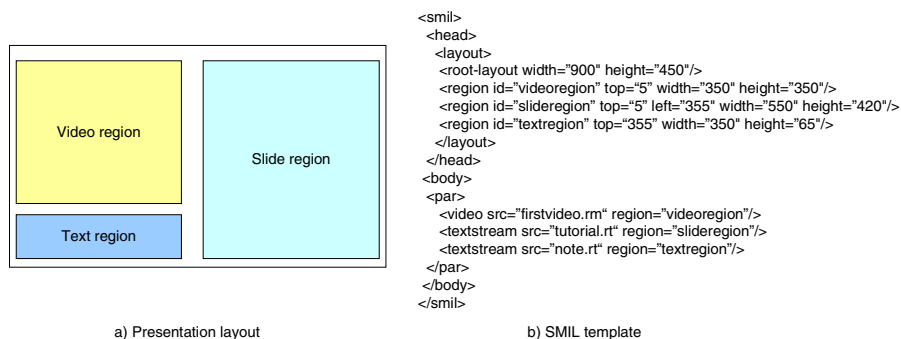 Video region
Slide region
Text region
a) Presentation layout
<smil>
<head>
<layout>
<root-layout width=”900" height=”450"/>
<region id=”videoregion” top=“5” width=”350" height=”350"/>
<region id=”slideregion” top=“5” left=”355" width=”550" height=”420"/>
<region id=”textregion” top=”355” width=”350" height=”65"/>
</layout>
</head>
<body>
<par>
<video src=”firstvideo.rm“ region=”videoregion”/>
<textstream src=”tutorial.rt“ region=”slideregion”/>
<textstream src=”note.rt“ region=”textregion”/>
</par>
</body>
</smil>
b) SMIL template